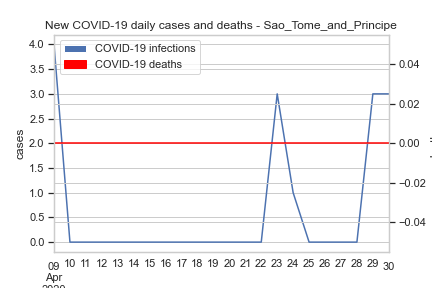 New COVID-19 daily cases and deaths - Sao_Tome_and_Principe
COVID-19 infections
COVID-19 deaths
cases
4.0
3.5
3.0
2.5
2.0
1.5
1.0
0.5
0.0
0.04
0.02
0.00
−0.02
−0.04
09 10 11 12 13 14 15 16 17 18 19 20 21 22 23 24 25 26 27 28 29 30
Apr